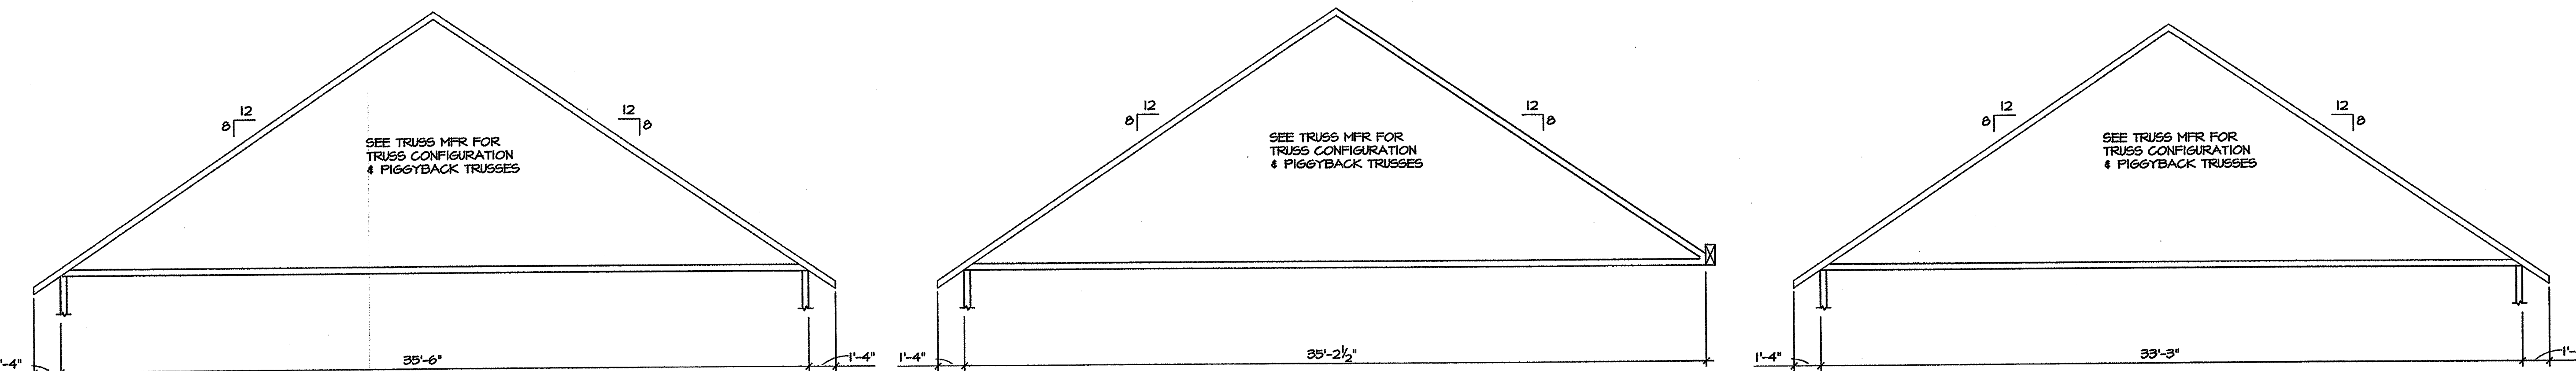 12
8
12
8
SEE TRUSS MFR FOR
TRUSS CONFIGURATION
& PIGGYBACK TRUSSES
'-4"
35'-6"
1'-4"
12
8
12
8
SEE TRUSS MFR FOR
TRUSS CONFIGURATION
& PIGGYBACK TRUSSES
1'-4"
35'-2½"
12
8
12
8
SEE TRUSS MFR FOR
TRUSS CONFIGURATION
& PIGGYBACK TRUSSES
1'-4"
33'-3"
1'-